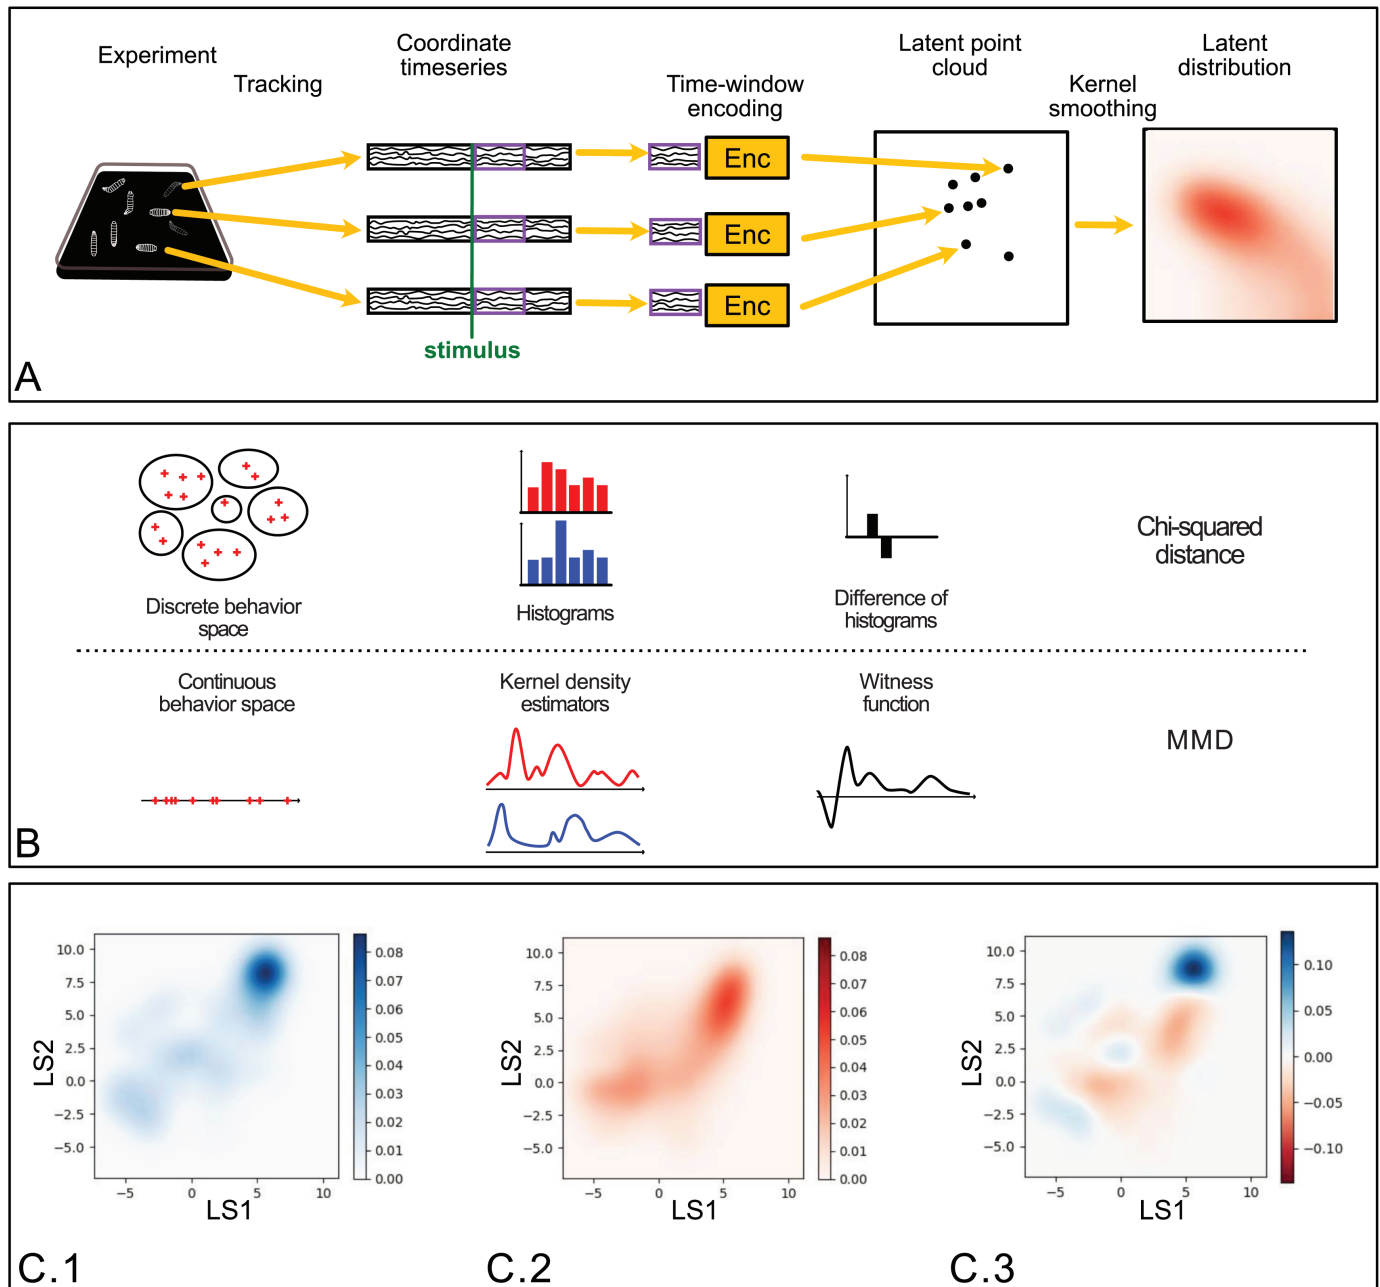 Experiment
Tracking
Coordinate
timeseries
Time-window
encoding
Latent point
cloud
Kernel
smoothing
Latent
distribution
Enc
Enc
Enc
stimulus
A
Discrete behavior
space
Histograms
Difference of
histograms
Chi-squared
distance
Continuous
behavior space
Kernel density
estimators
Witness
function
MMD
B
10.0
7.5
5.0
2.5
0.0
−2.5
−5.0
LS2
−5
0
5
10
LS1
0.08
0.07
0.06
0.05
0.04
0.03
0.02
0.01
0.00
C.1
10.0
7.5
5.0
2.5
0.0
−2.5
−5.0
LS2
−5
0
5
10
LS1
0.08
0.07
0.06
0.05
0.04
0.03
0.02
0.01
0.00
C.2
10.0
7.5
5.0
2.5
0.0
−2.5
−5.0
LS2
−5
0
5
10
LS1
0.10
0.05
0.00
−0.05
−0.10
C.3